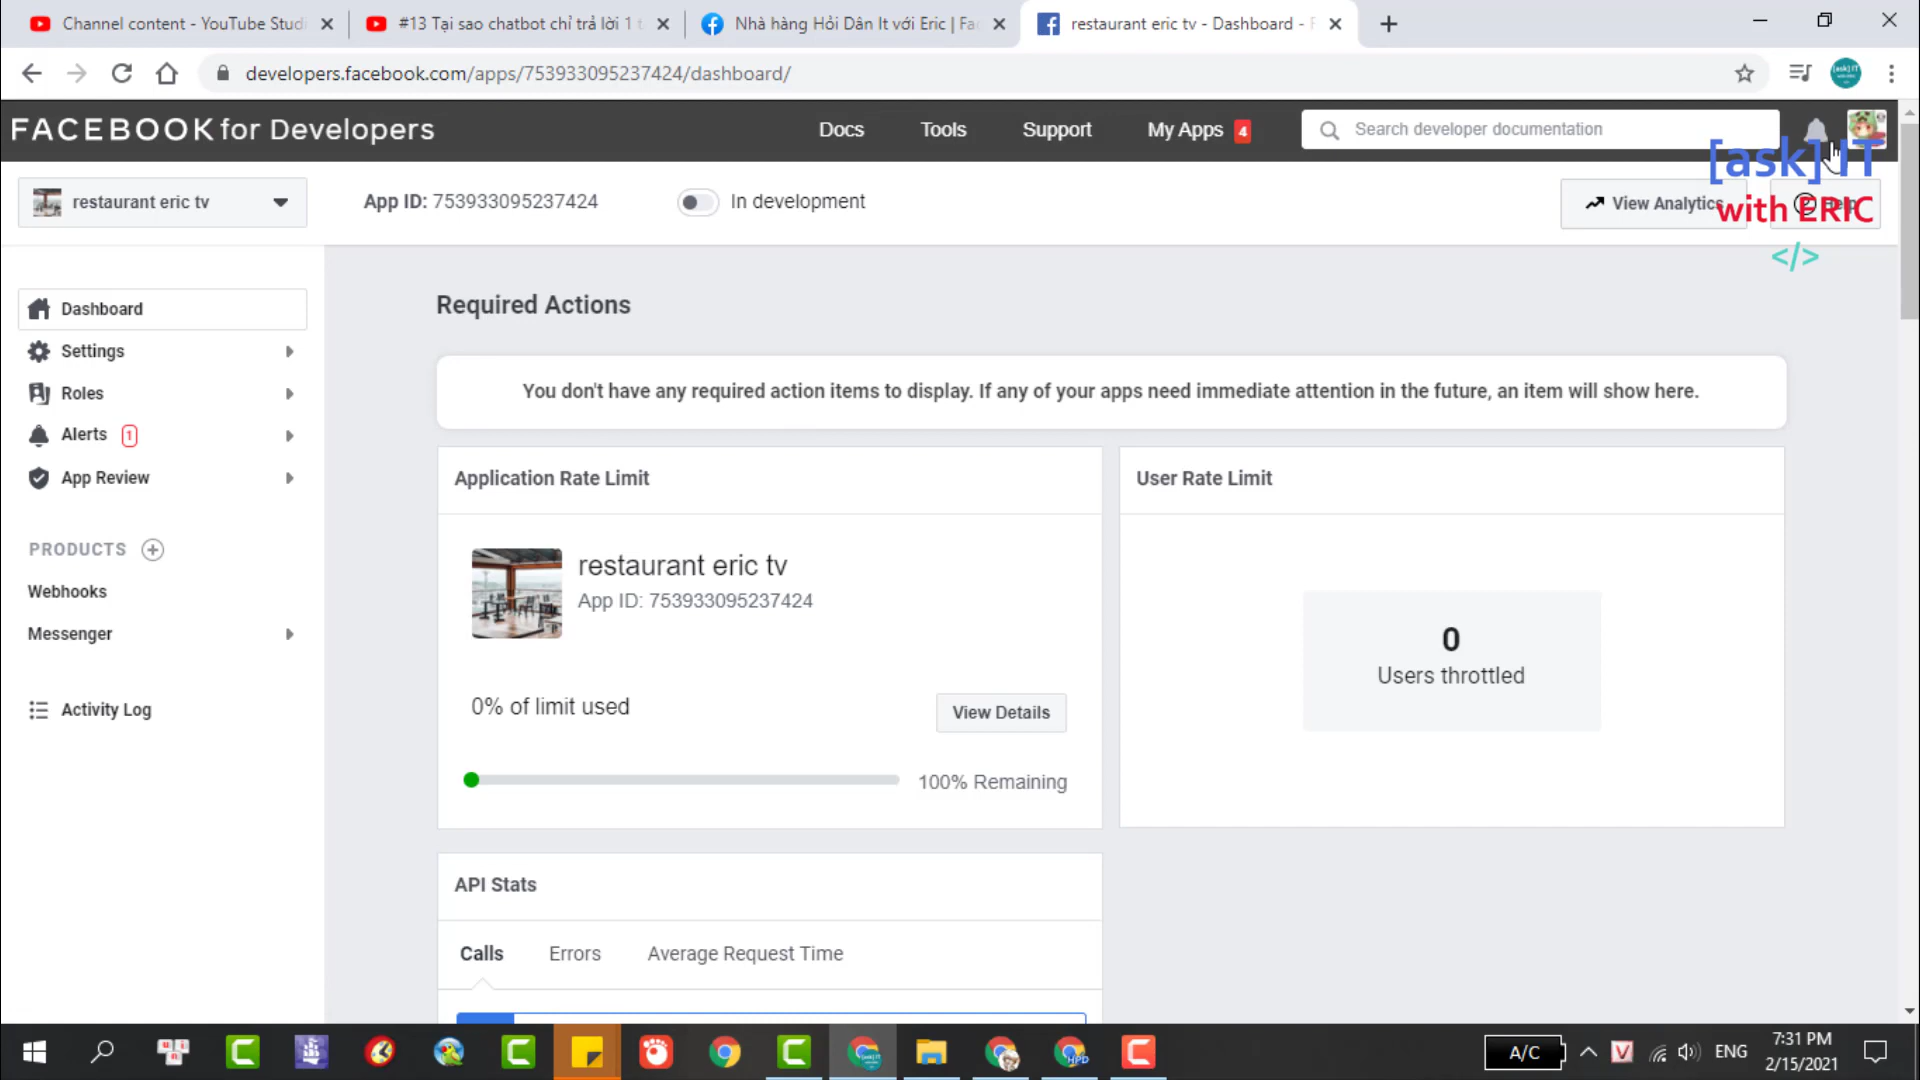 Channel content - YouTube Studi
#13 Tại sao chatbot chỉ trả lời 1 t
Nhà hàng Hỏi Dân It với Eric | Fac
restaurant eric tv - Dashboard - F
developers.facebook.com/apps/753933095237424/dashboard/
FACEBOOK for Developers
Docs
Tools
Support
My Apps 4
Search developer documentation
[ask] IT
with ERIC
</>
restaurant eric tv
App ID: 753933095237424
In development
View Analytics
Help
Dashboard
Settings
Roles
Alerts 1
App Review
PRODUCTS
Webhooks
Messenger
Activity Log
Required Actions
You don't have any required action items to display. If any of your apps need immediate attention in the future, an item will show here.
Application Rate Limit
restaurant eric tv
App ID: 753933095237424
0% of limit used
View Details
100% Remaining
User Rate Limit
0
Users throttled
API Stats
Calls
Errors
Average Request Time
A/C
ENG
7:31 PM
2/15/2021